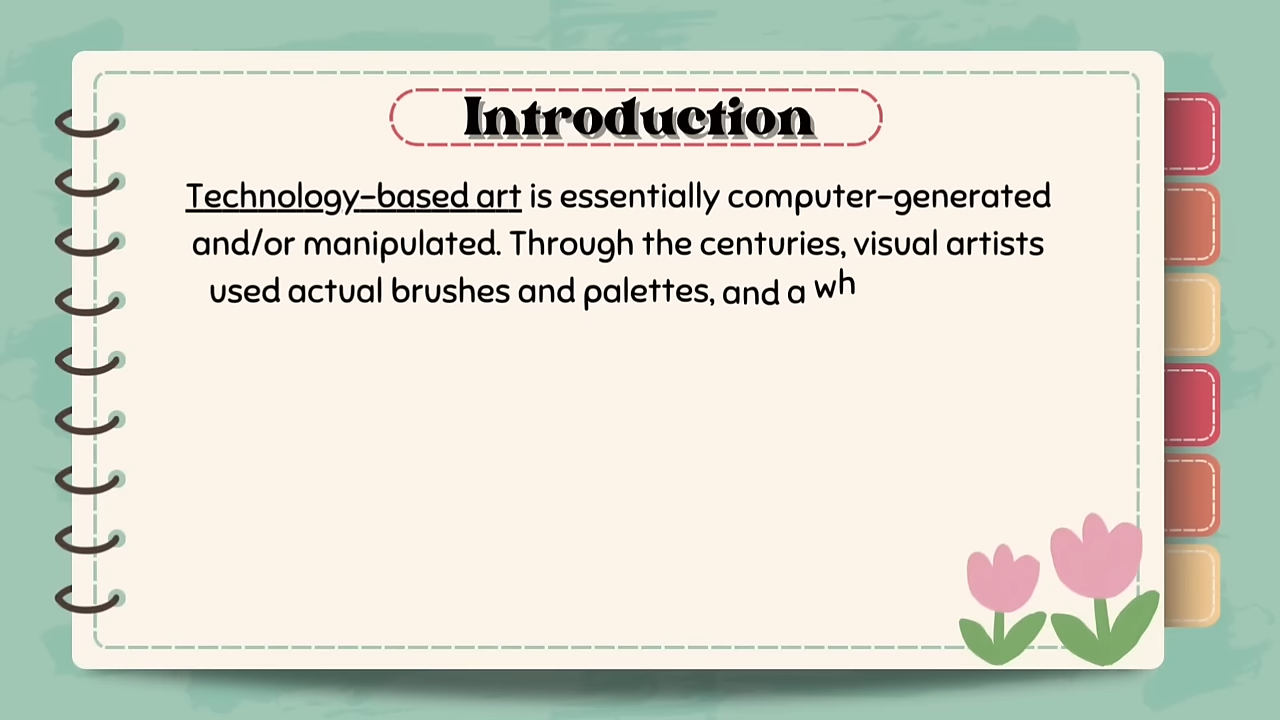 Introduction
Technology-based art is essentially computer-generated
and/or manipulated. Through the centuries, visual artists
used actual brushes and palettes, and a wh